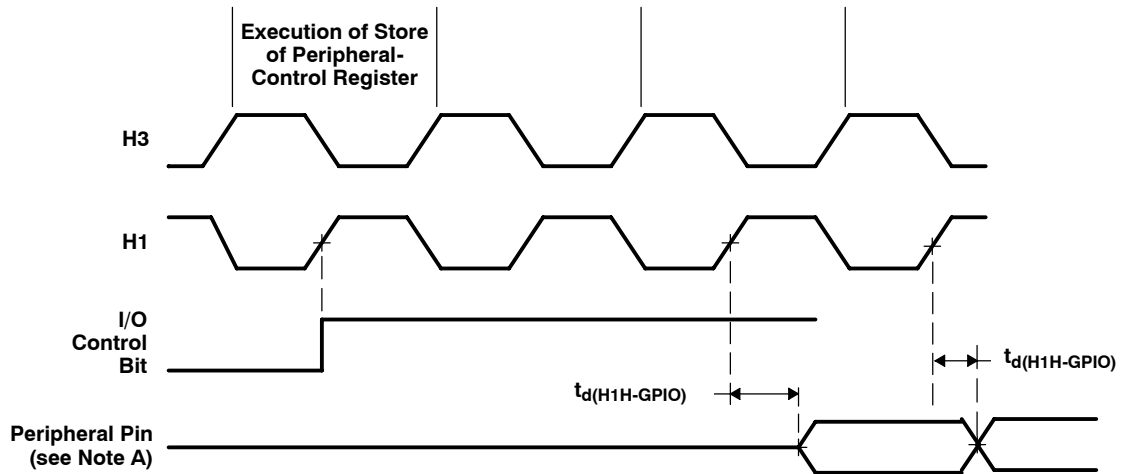 Execution of Store
of Peripheral-
Control Register
H3
H1
I/O
Control
Bit
td(H1H-GPIO)
td(H1H-GPIO)
Peripheral Pin
(see Note A)